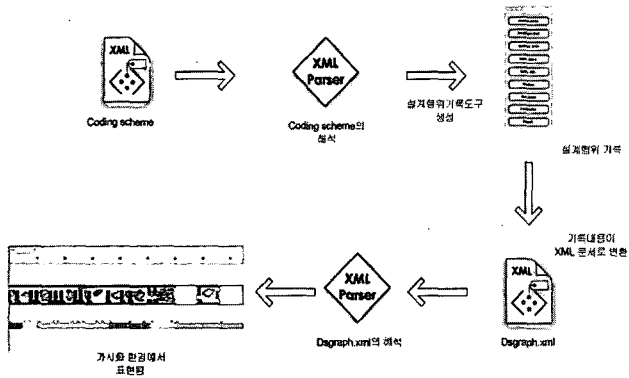 XML
Coding scheme
XML
Parser
Coding scheme의
해석
설계행위기록도구
생성
설계행위 기록
기록내용이
XML 문서로 변환
XML
Dsgraph.xml
XML
Parser
Dsgraph.xml의 해석
가시화 환경에서
표현됨